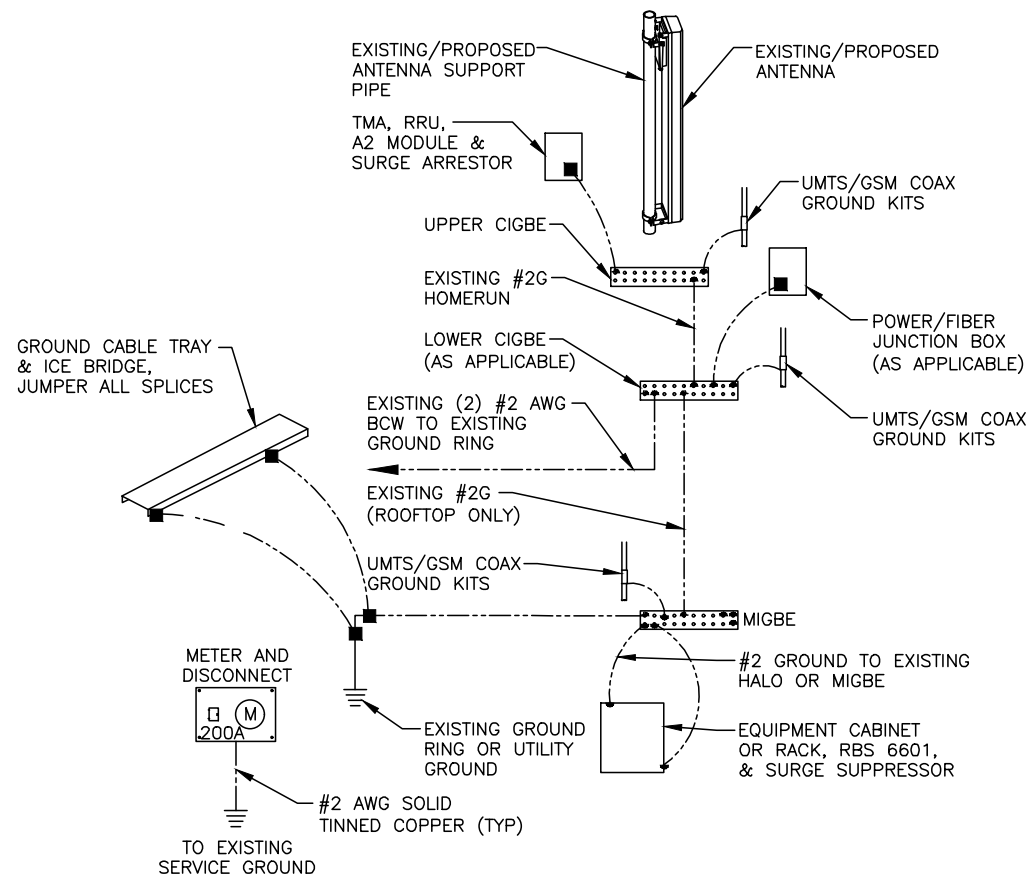 EXISTING/PROPOSED
ANTENNA SUPPORT
PIPE
EXISTING/PROPOSED
ANTENNA
TMA, RRU,
A2 MODULE &
SURGE ARRESTOR
UMTS/GSM COAX
GROUND KITS
UPPER CIGBE
EXISTING #2G
HOMERUN
POWER/FIBER
JUNCTION BOX
(AS APPLICABLE)
LOWER CIGBE
(AS APPLICABLE)
GROUND CABLE TRAY
& ICE BRIDGE,
JUMPER ALL SPLICES
EXISTING (2) #2 AWG
BCW TO EXISTING
GROUND RING
UMTS/GSM COAX
GROUND KITS
EXISTING #2G
(ROOFTOP ONLY)
UMTS/GSM COAX
GROUND KITS
MIGBE
#2 GROUND TO EXISTING
HALO OR MIGBE
METER AND
DISCONNECT
M
200A
EXISTING GROUND
RING OR UTILITY
GROUND
EQUIPMENT CABINET
OR RACK, RBS 6601,
& SURGE SUPPRESSOR
#2 AWG SOLID
TINNED COPPER (TYP)
TO EXISTING
SERVICE GROUND